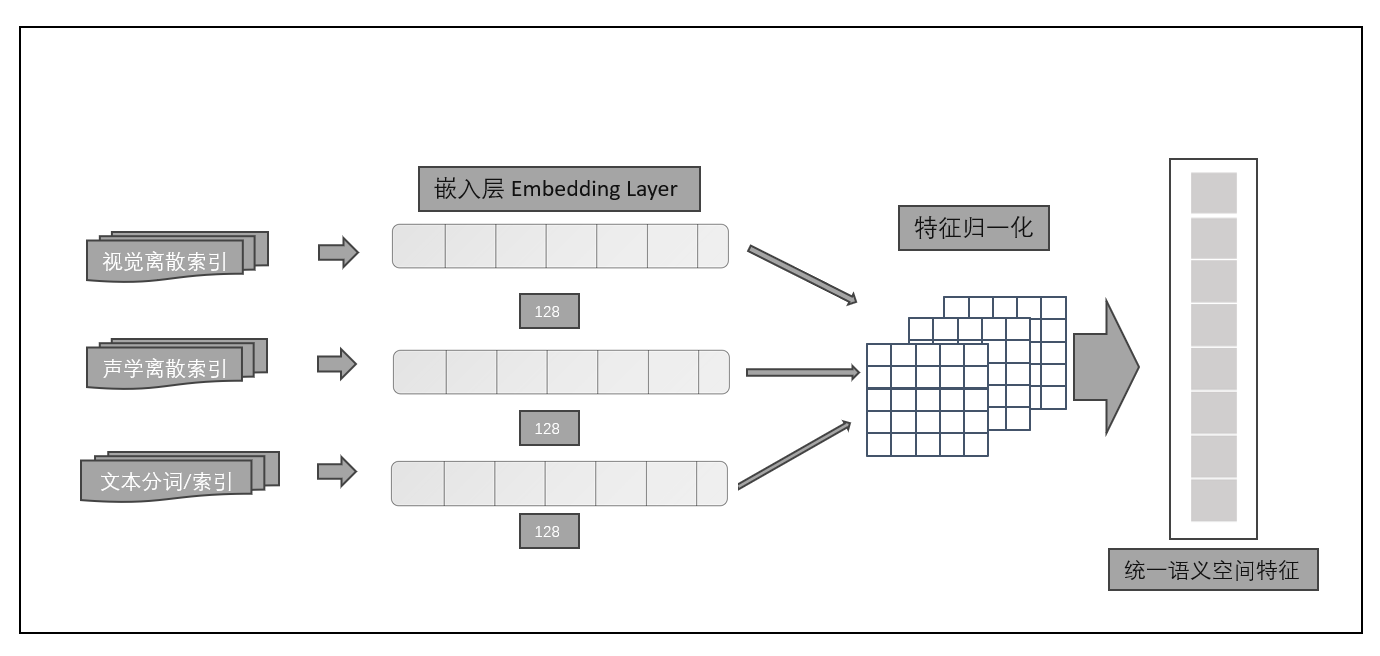 嵌入层 Embedding Layer
特征归一化
视觉离散索引
128
声学离散索引
128
文本分词/索引
128
统一语义空间特征